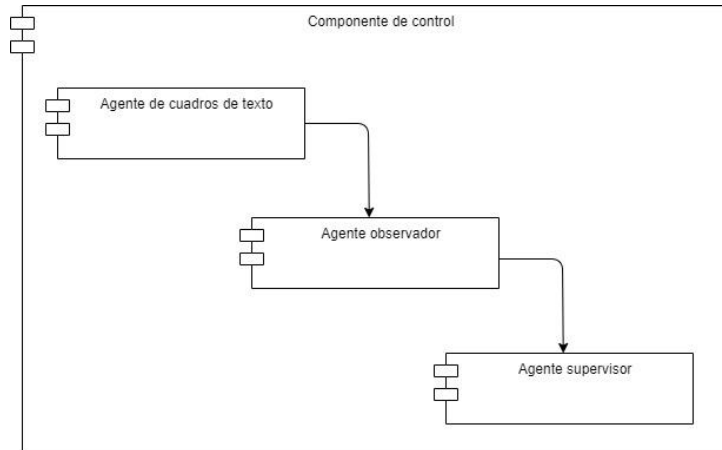 Componente de control
Agente de cuadros de texto
Agente observador
Agente supervisor